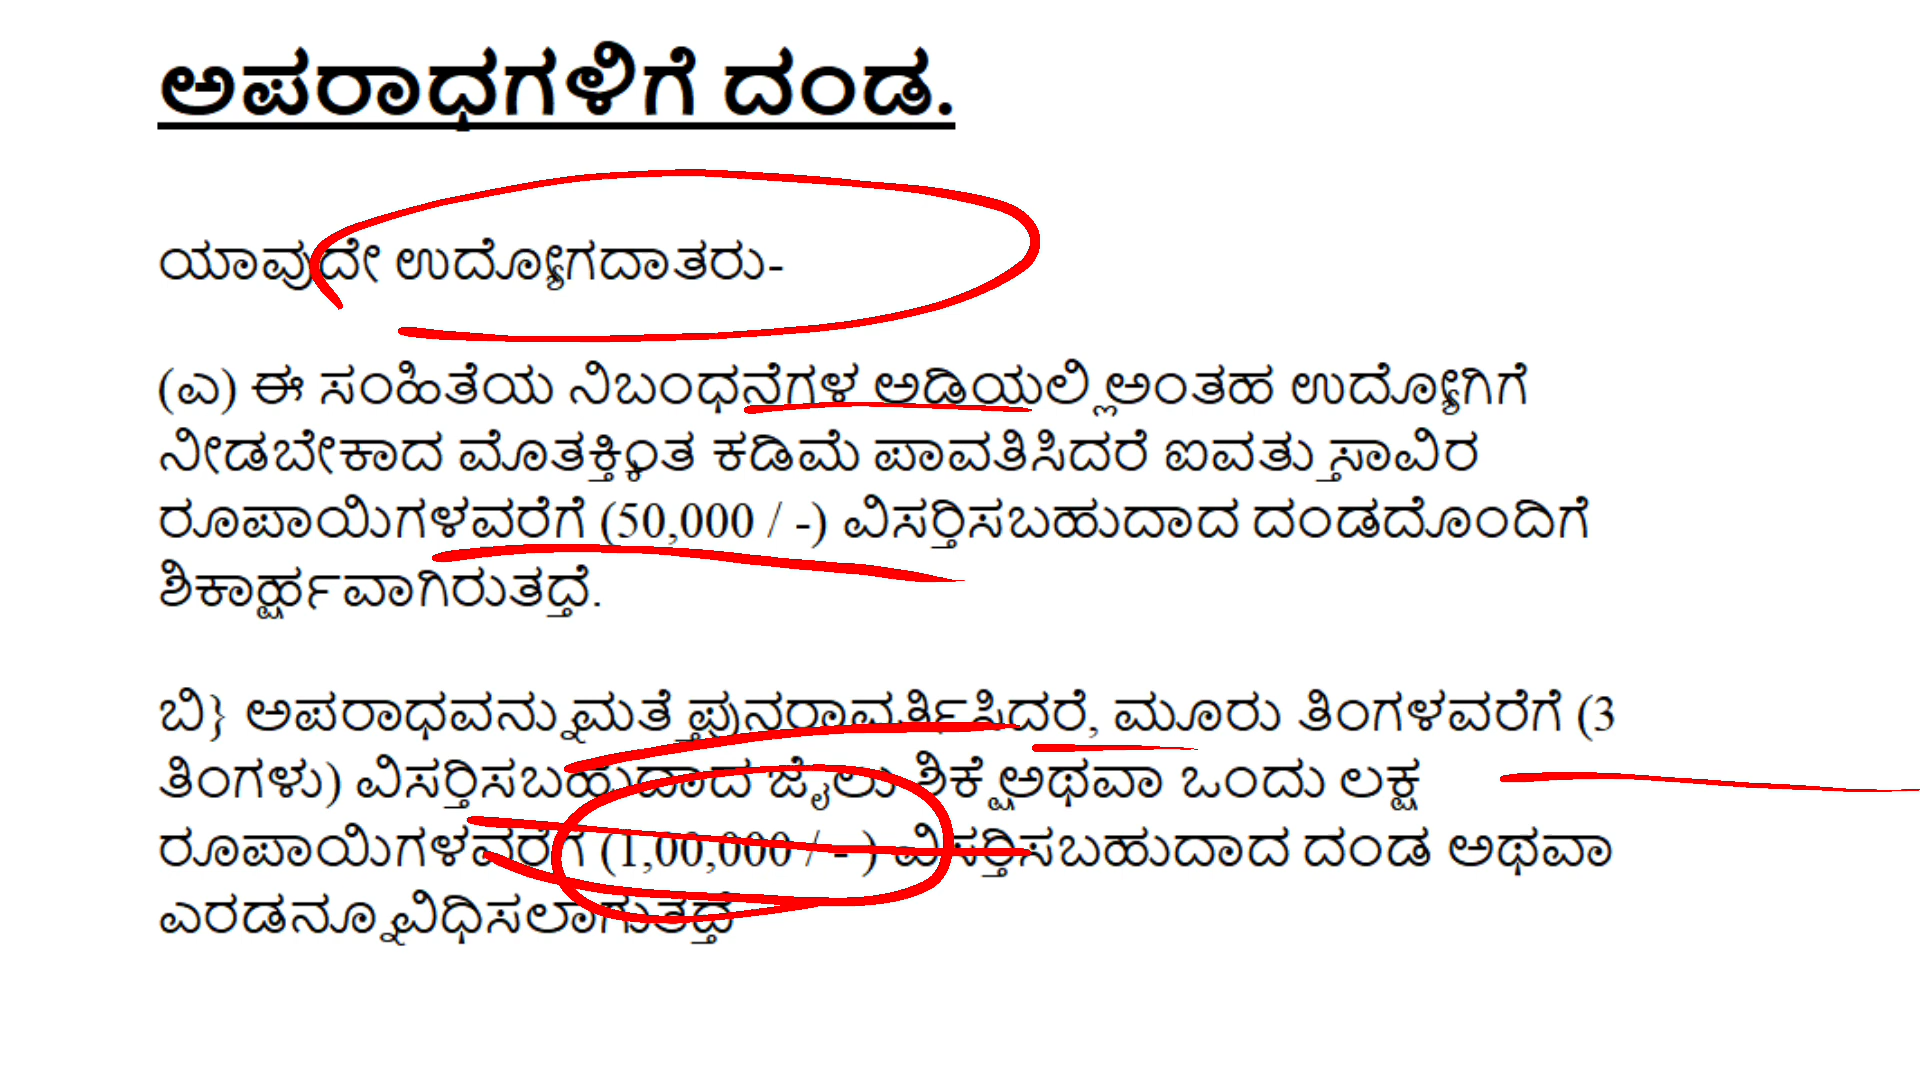 ಅಪರಾಧಗಳಿಗೆ ದಂಡ.
ಯಾವುದೇ ಉದ್ಯೋಗದಾತರು-
(ಎ) ಈ ಸಂಹಿತೆಯ ನಿಬಂಧನೆಗಳ ಅಡಿಯಲ್ಲಿ ಅಂತಹ ಉದ್ಯೋಗಿಗೆ
ನೀಡಬೇಕಾದ ಮೊತ್ತಕ್ಕಿಂತ ಕಡಿಮೆ ಪಾವತಿಸಿದರೆ ಐವತ್ತು ಸಾವಿರ
ರೂಪಾಯಿಗಳವರೆಗೆ (50,000 / -) ವಿಸ್ತರಿಸಬಹುದಾದ ದಂಡದೊಂದಿಗೆ
ಶಿಕ್ಷಾರ್ಹವಾಗಿರುತ್ತದೆ.
ಬಿ} ಅಪರಾಧವನ್ನು ಮತ್ತೆ ಪುನರಾವರ್ತಿಸಿದರೆ, ಮೂರು ತಿಂಗಳವರೆಗೆ (3
ತಿಂಗಳು) ವಿಸ್ತರಿಸಬಹುದಾದ ಜೈಲು ಶಿಕ್ಷೆ ಅಥವಾ ಒಂದು ಲಕ್ಷ
ರೂಪಾಯಿಗಳವರೆಗೆ (1,00,000 / - ) ವಿಸ್ತರಿಸಬಹುದಾದ ದಂಡ ಅಥವಾ
ಎರಡನ್ನೂ ವಿಧಿಸಲಾಗುತ್ತದೆ